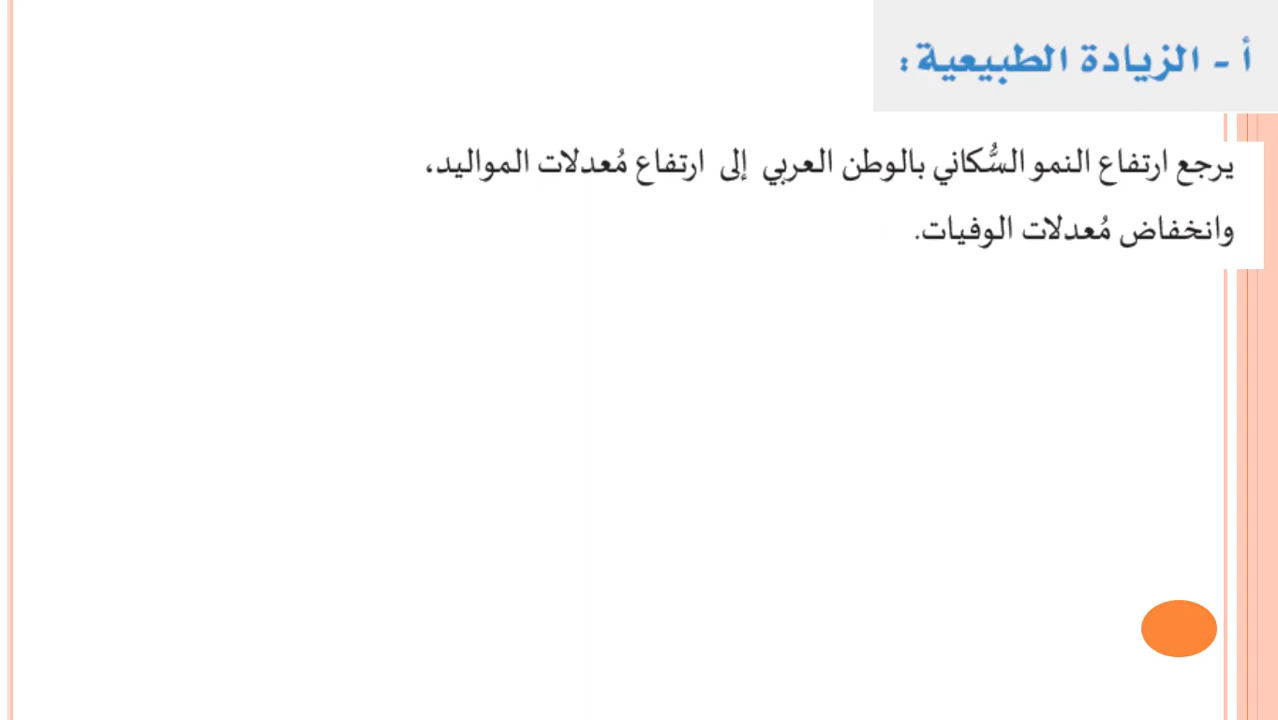 أ - الزيادة الطبيعية :
يرجع ارتفاع النمو السُّكاني بالوطن العربي إلى ارتفاع مُعدلات المواليد،
وانخفاض مُعدلات الوفيات.